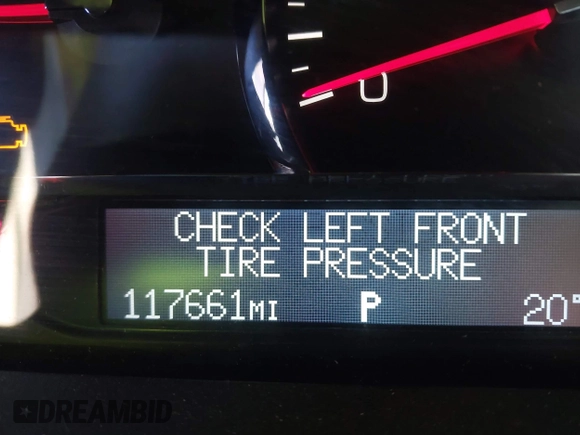 0
CHECK LEFT FRONT
TIRE PRESSURE
117661MI P 20°
DREAMBID